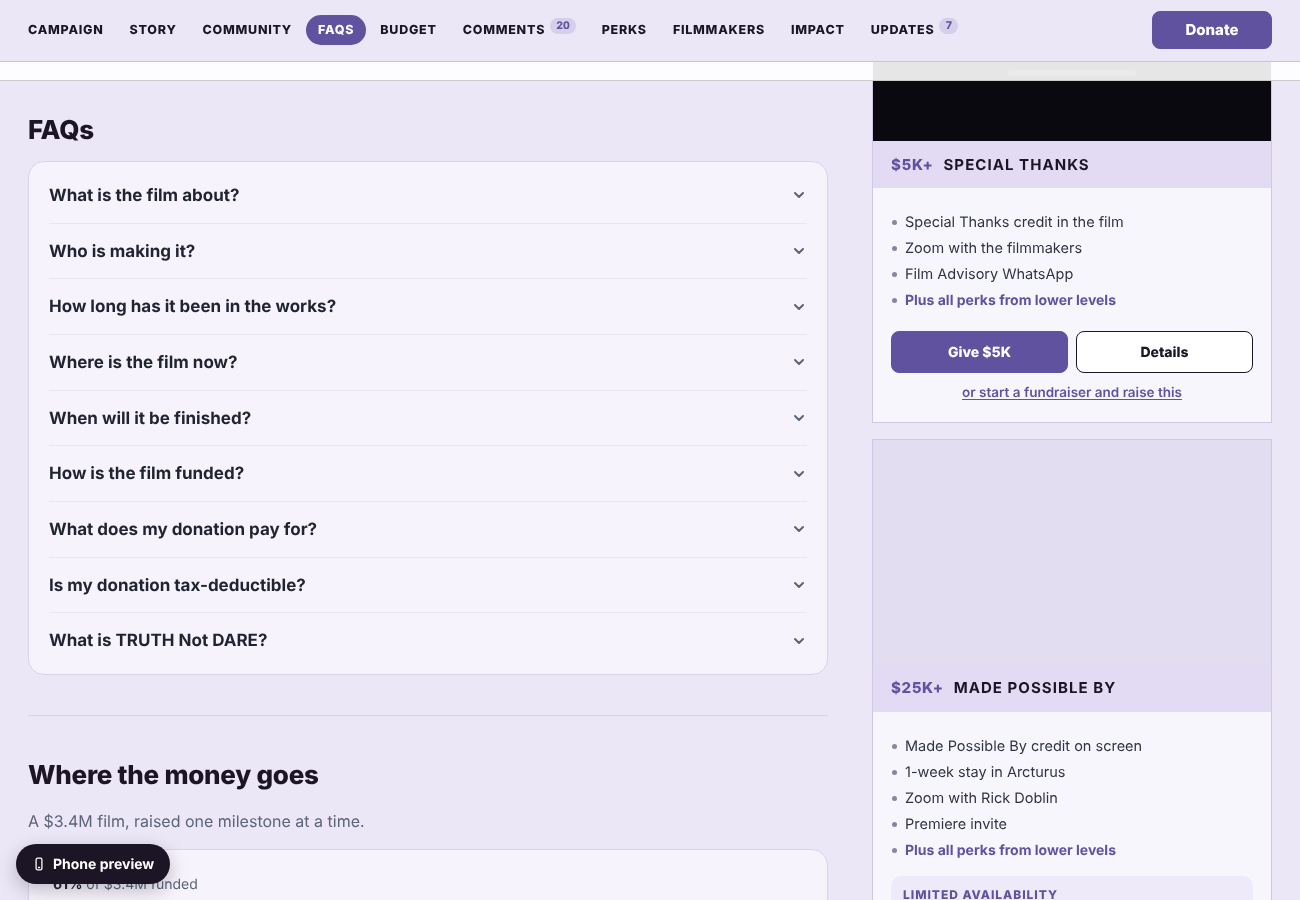 CAMPAIGN STORY COMMUNITY FAQS BUDGET COMMENTS 20 PERKS FILMMAKERS IMPACT UPDATES 7 Donate
FAQs
What is the film about?
Who is making it?
How long has it been in the works?
Where is the film now?
When will it be finished?
How is the film funded?
What does my donation pay for?
Is my donation tax-deductible?
What is TRUTH Not DARE?
Where the money goes
A $3.4M film, raised one milestone at a time.
Phone preview
61% of $3.4M funded
$5K+ SPECIAL THANKS
Special Thanks credit in the film
Zoom with the filmmakers
Film Advisory WhatsApp
Plus all perks from lower levels
Give $5K Details
or start a fundraiser and raise this
$25K+ MADE POSSIBLE BY
Made Possible By credit on screen
1-week stay in Arcturus
Zoom with Rick Doblin
Premiere invite
Plus all perks from lower levels
LIMITED AVAILABILITY